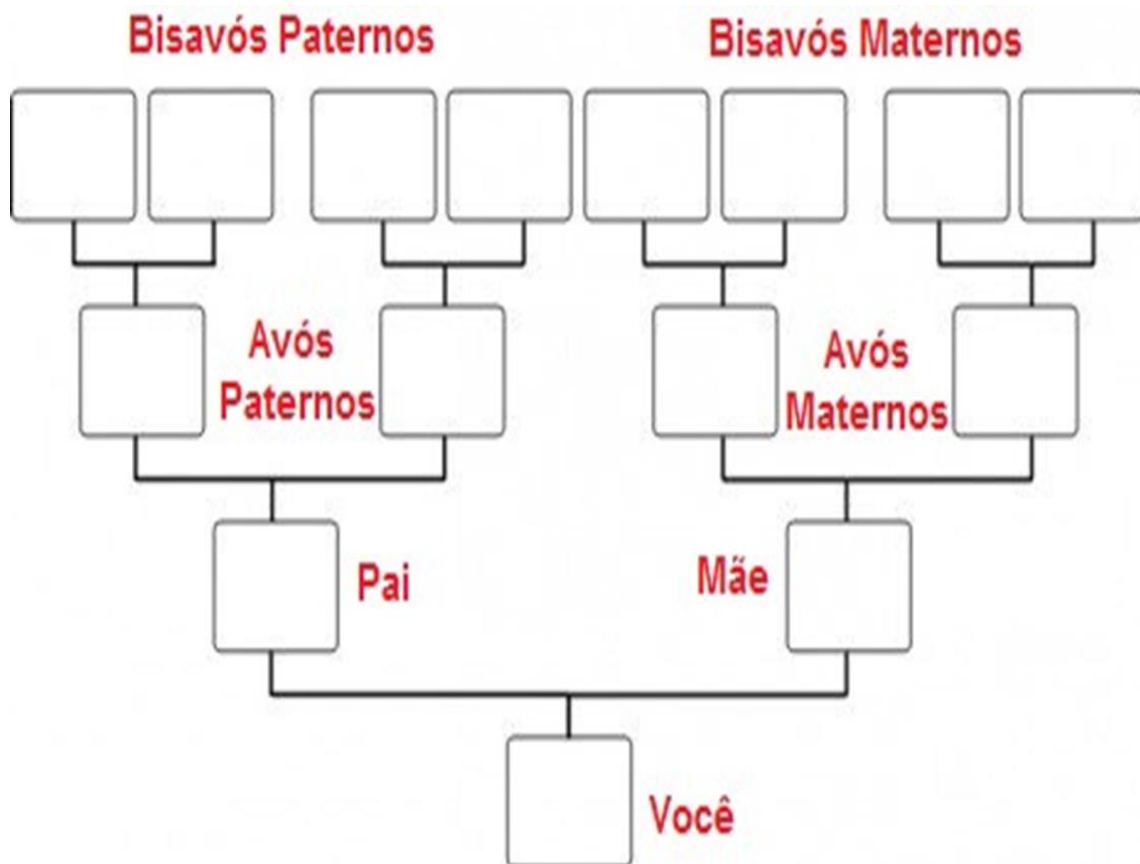 Bisavós Paternos
Bisavós Maternos
Avós
Paternos
Avós
Maternos
Pai
Mãe
Você